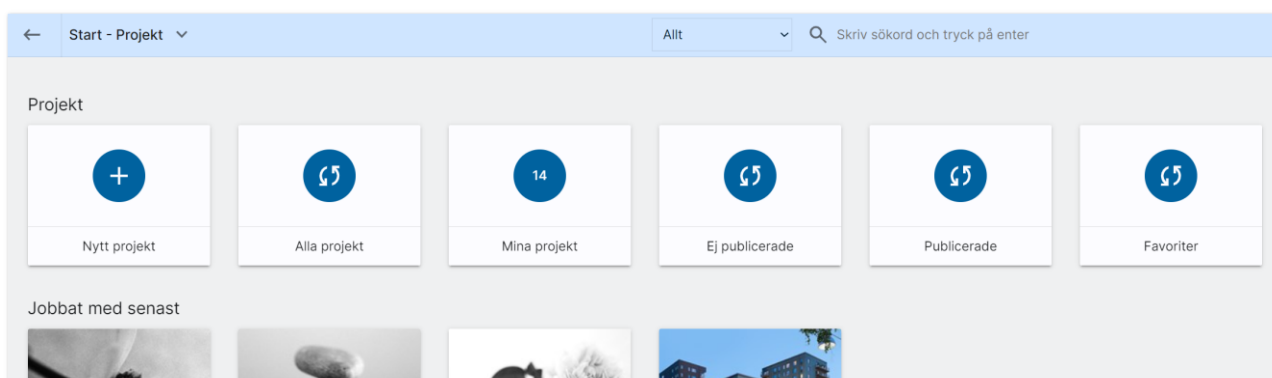 Start - Projekt
Allt
Skriv sökord och tryck på enter
Projekt
14
Nytt projekt
Alla projekt
Mina projekt
Ej publicerade
Publicerade
Favoriter
Jobbat med senast